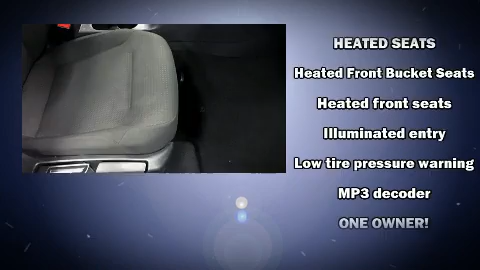 HEATED SEATS
Heated Front Bucket Seats
Heated front seats
Illuminated entry
Low tire pressure warning
MP3 decoder
ONE OWNER!